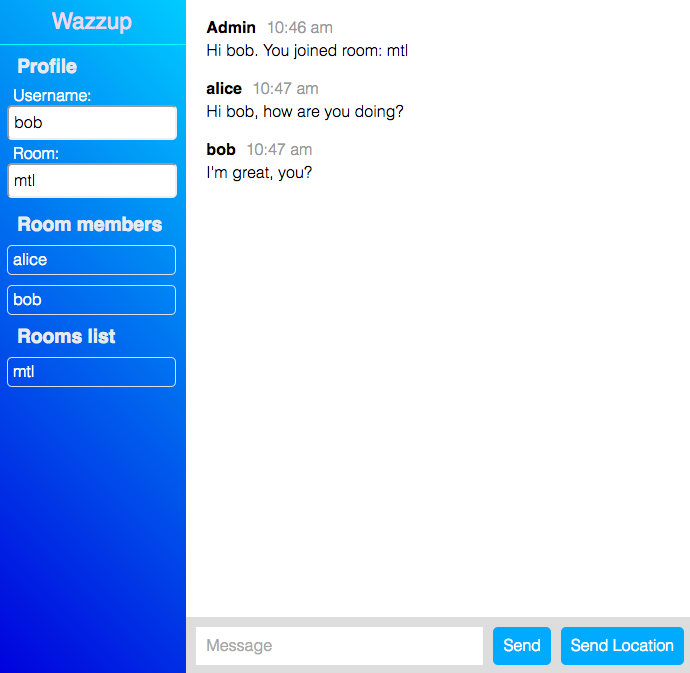 Wazzup
Profile
Username:
bob
Room:
mtl
Room members
alice
bob
Rooms list
mtl
Admin 10:46 am
Hi bob. You joined room: mtl
alice 10:47 am
Hi bob, how are you doing?
bob 10:47 am
I'm great, you?
Message
Send
Send Location